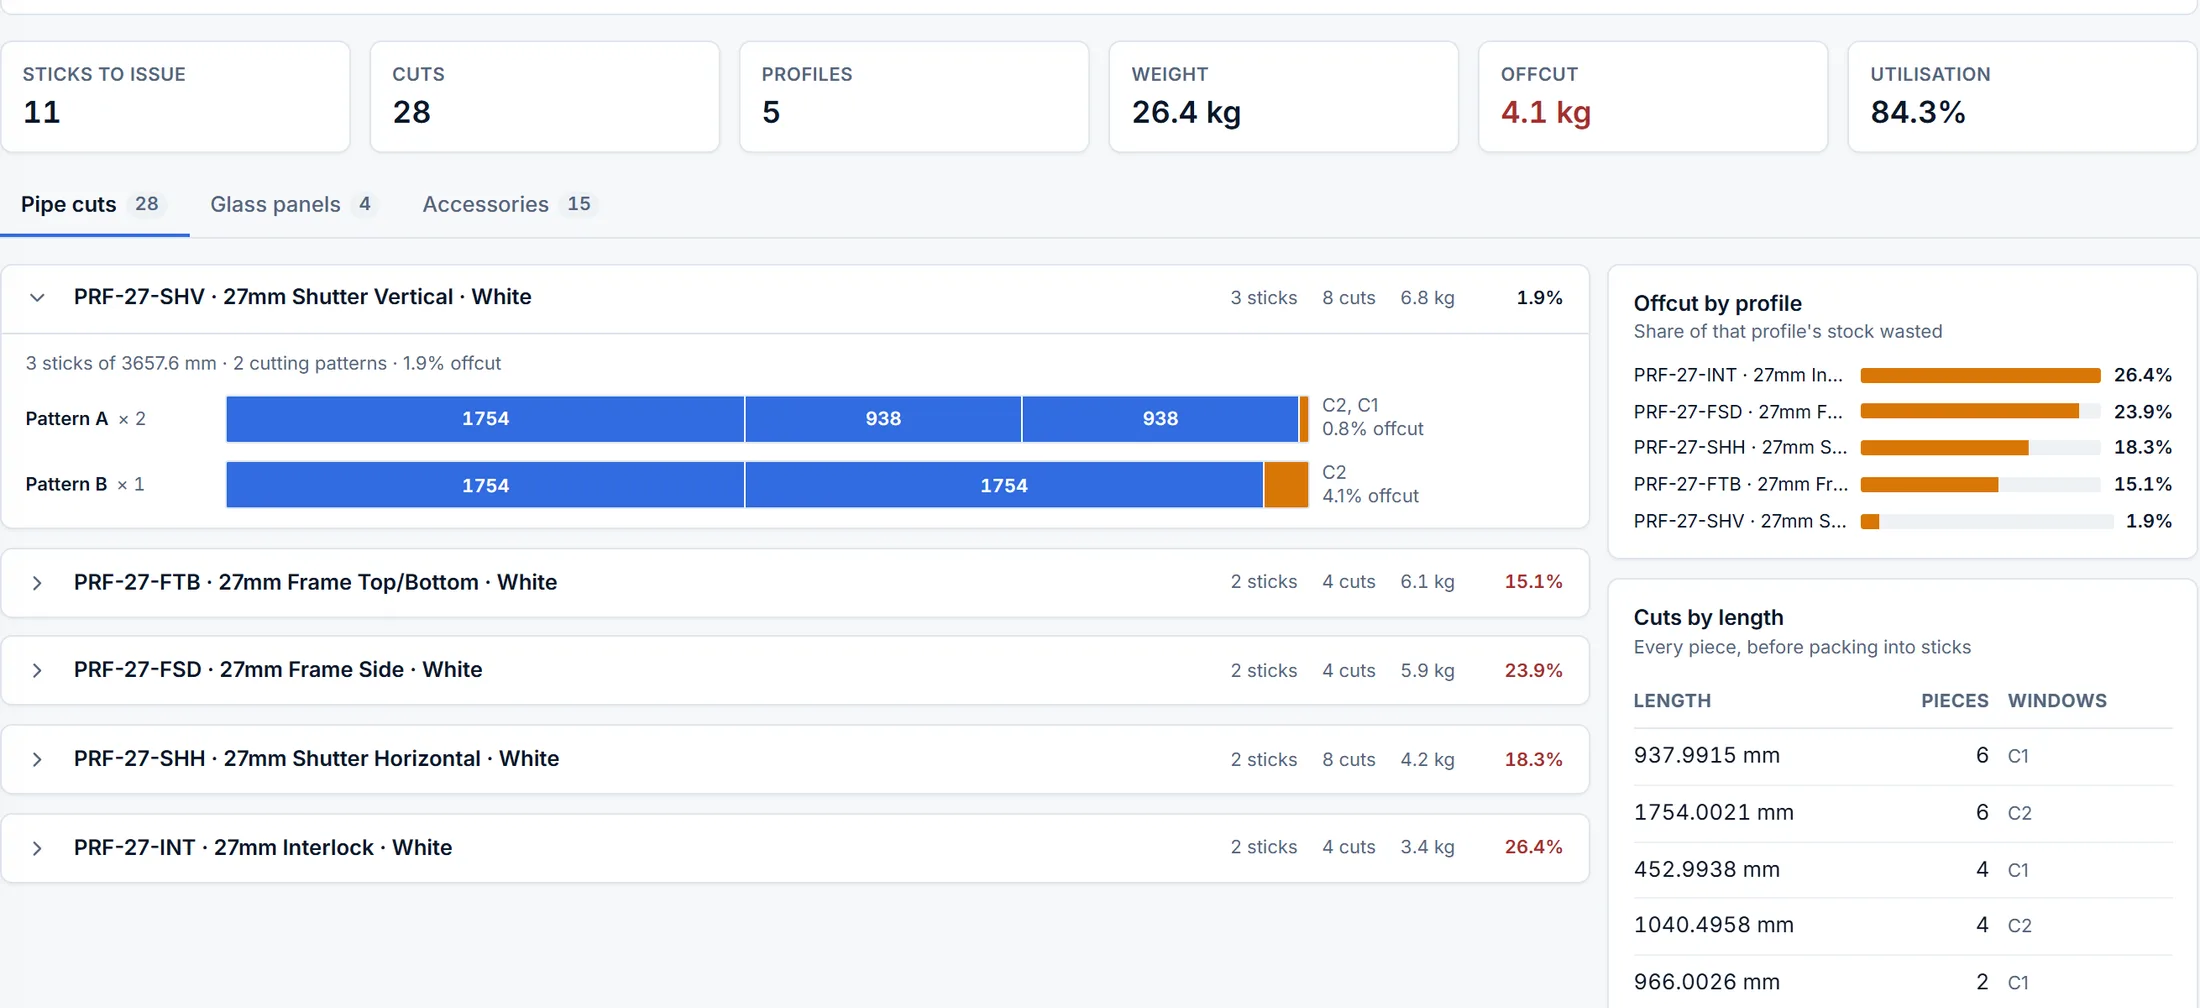 STICKS TO ISSUE
11
CUTS
28
PROFILES
5
WEIGHT
26.4 kg
OFFCUT
4.1 kg
UTILISATION
84.3%
Pipe cuts 28
Glass panels 4
Accessories 15
PRF-27-SHV · 27mm Shutter Vertical · White 3 sticks 8 cuts 6.8 kg 1.9%
3 sticks of 3657.6 mm · 2 cutting patterns · 1.9% offcut
Pattern A × 2 1754 938 938
C2, C1
0.8% offcut
Pattern B × 1 1754 1754
C2
4.1% offcut
PRF-27-FTB · 27mm Frame Top/Bottom · White 2 sticks 4 cuts 6.1 kg 15.1%
PRF-27-FSD · 27mm Frame Side · White 2 sticks 4 cuts 5.9 kg 23.9%
PRF-27-SHH · 27mm Shutter Horizontal · White 2 sticks 8 cuts 4.2 kg 18.3%
PRF-27-INT · 27mm Interlock · White 2 sticks 4 cuts 3.4 kg 26.4%
Offcut by profile
Share of that profile's stock wasted
PRF-27-INT · 27mm In... 26.4%
PRF-27-FSD · 27mm F... 23.9%
PRF-27-SHH · 27mm S... 18.3%
PRF-27-FTB · 27mm Fr... 15.1%
PRF-27-SHV · 27mm S... 1.9%
Cuts by length
Every piece, before packing into sticks
LENGTH PIECES WINDOWS
937.9915 mm 6 C1
1754.0021 mm 6 C2
452.9938 mm 4 C1
1040.4958 mm 4 C2
966.0026 mm 2 C1